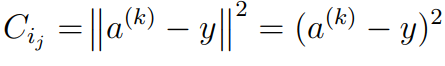 C_{i_j} = \left\| a^{(k)} - y \right\|^2 = (a^{(k)} - y)^2